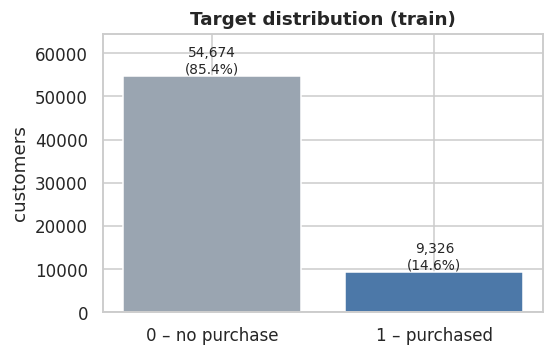 Target distribution (train)
customers
60000
50000
40000
30000
20000
10000
0
54,674
(85.4%)
9,326
(14.6%)
0 – no purchase
1 – purchased